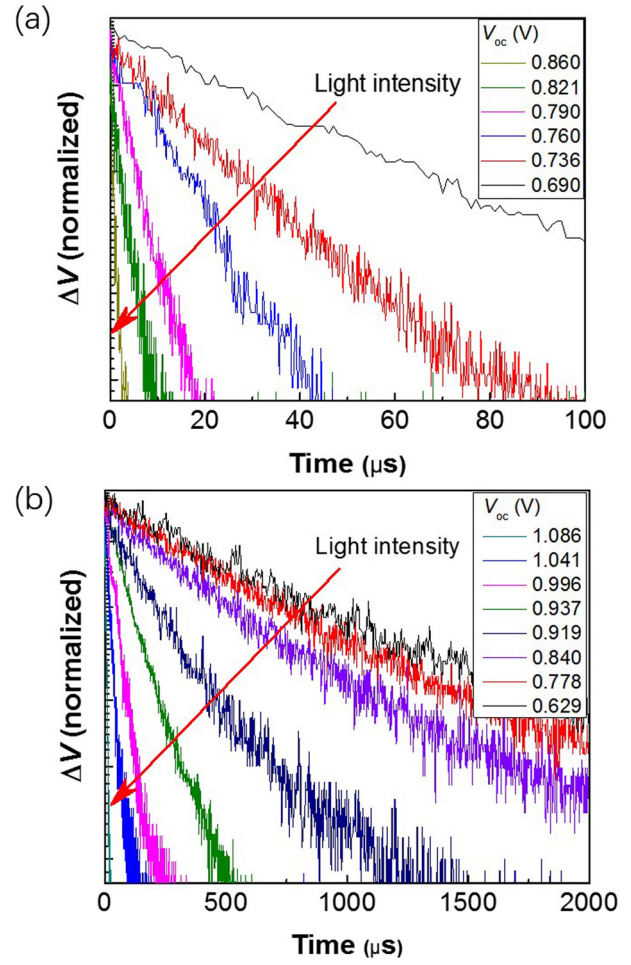 (a)
V_oc (V)
0.860
0.821
0.790
0.760
0.736
0.690
Light intensity
ΔV (normalized)
0 20 40 60 80 100
Time (μs)
(b)
V_oc (V)
1.086
1.041
0.996
0.937
0.919
0.840
0.778
0.629
Light intensity
ΔV (normalized)
0 500 1000 1500 2000
Time (μs)